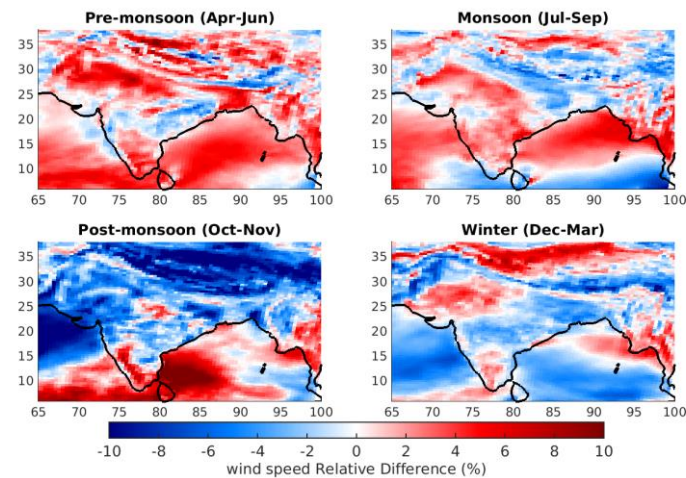 Pre-monsoon (Apr-Jun)
Monsoon (Jul-Sep)
35
30
25
20
15
10
65 70 75 80 85 90 95 100
35
30
25
20
15
10
65 70 75 80 85 90 95 100
Post-monsoon (Oct-Nov)
Winter (Dec-Mar)
35
30
25
20
15
10
65 70 75 80 85 90 95 100
35
30
25
20
15
10
65 70 75 80 85 90 95 100
-10 -8 -6 -4 -2 0 2 4 6 8 10
wind speed Relative Difference (%)